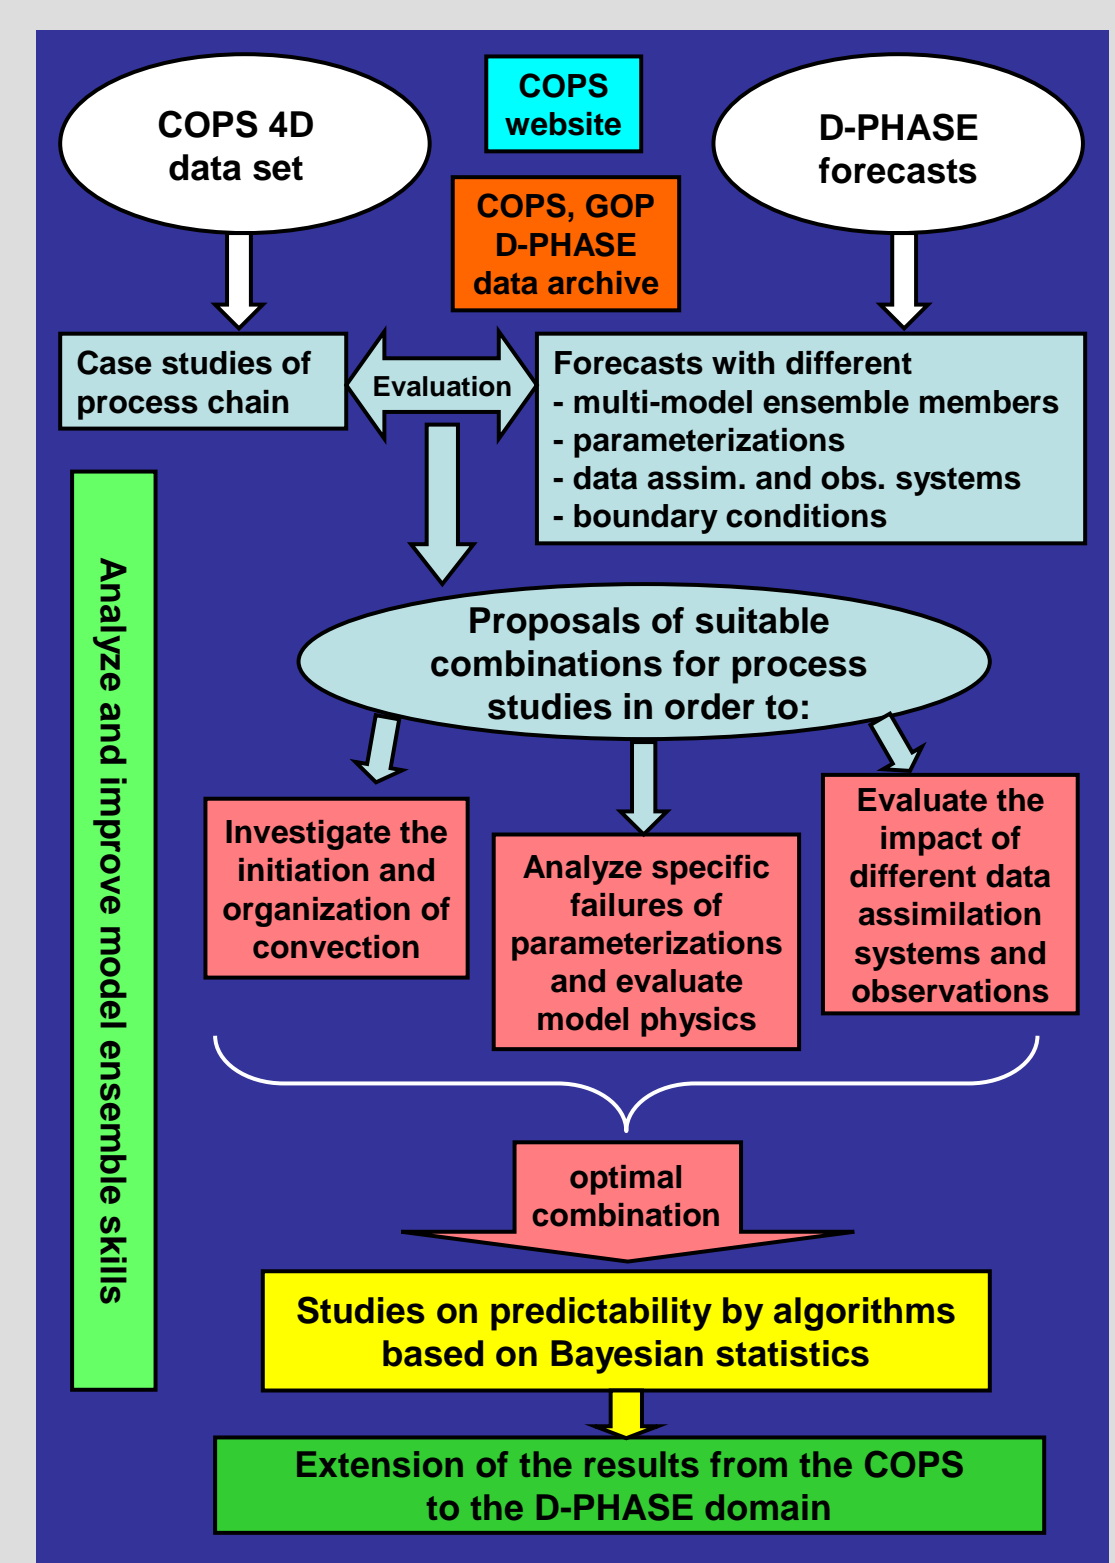 COPS 4D
data set
COPS
website
D-PHASE
forecasts
COPS, GOP
D-PHASE
data archive
Case studies of
process chain
Evaluation
Forecasts with different
- multi-model ensemble members
- parameterizations
- data assim. and obs. systems
- boundary conditions
Analyze and improve model ensemble skills
Proposals of suitable
combinations for process
studies in order to:
Investigate the
initiation and
organization of
convection
Analyze specific
failures of
parameterizations
and evaluate
model physics
Evaluate the
impact of
different data
assimilation
systems and
observations
optimal
combination
Studies on predictability by algorithms
based on Bayesian statistics
Extension of the results from the COPS
to the D-PHASE domain